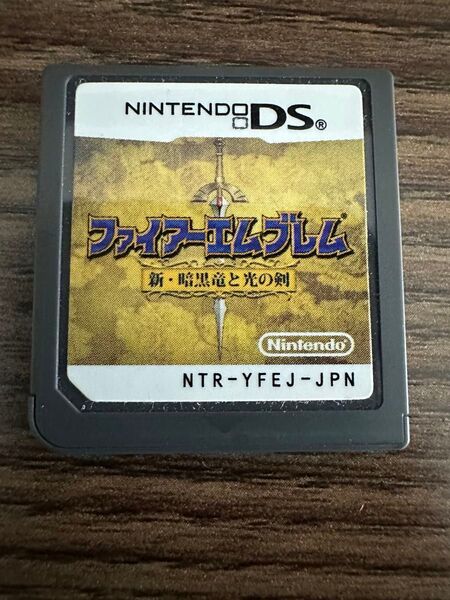 NINTENDO DS®
ファイアーエムブレム®
新・暗黒竜と光の剣
Nintendo®
NTR-YFEJ-JPN